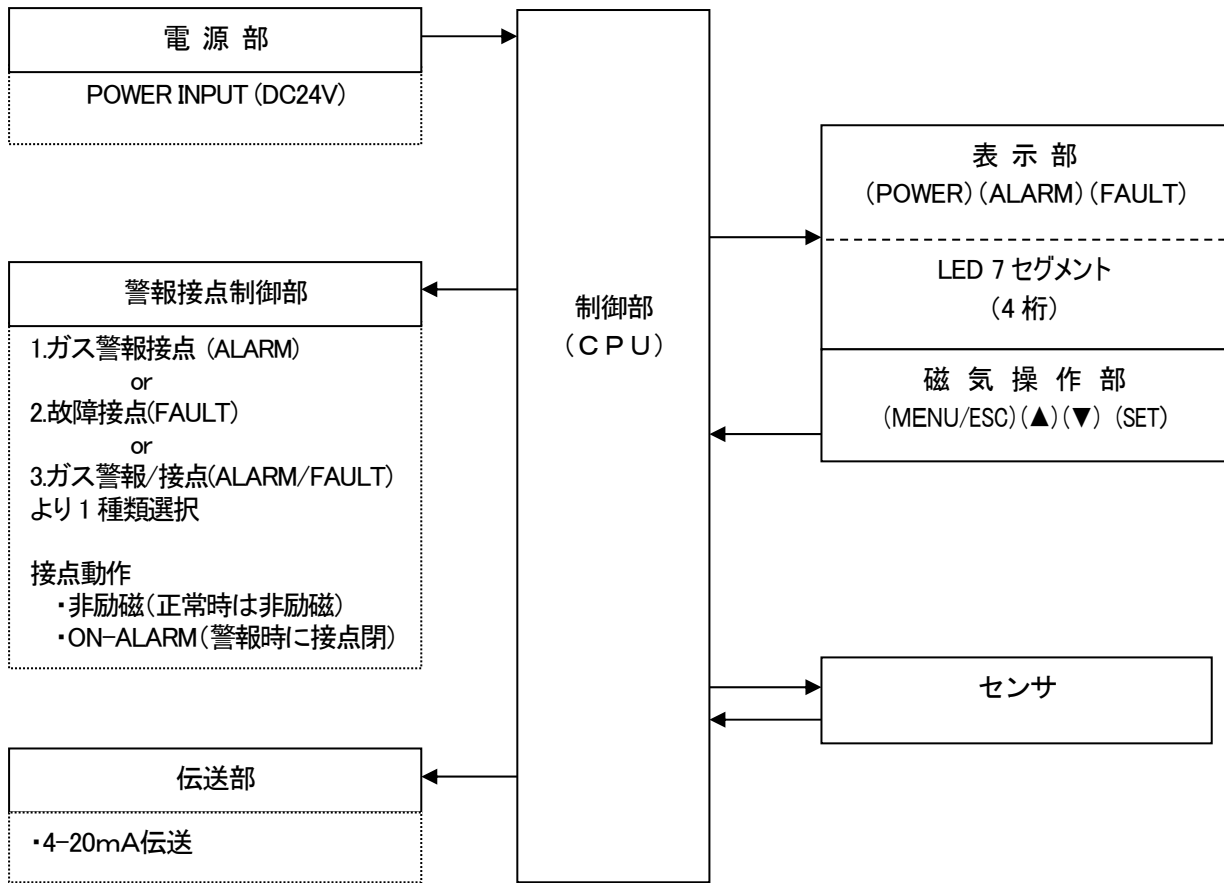 電 源 部
POWER INPUT (DC24V)
警報接点制御部
1.ガス警報接点 (ALARM)
or
2.故障接点(FAULT)
or
3.ガス警報/接点(ALARM/FAULT)
より 1 種類選択
接点動作
・非励磁(正常時は非励磁)
・ON-ALARM(警報時に接点閉)
伝送部
・4-20mA伝送
制御部
(CPU)
表 示 部
(POWER)(ALARM)(FAULT)
LED 7 セグメント
(4 桁)
磁 気 操 作 部
(MENU/ESC)(▲)(▼) (SET)
センサ